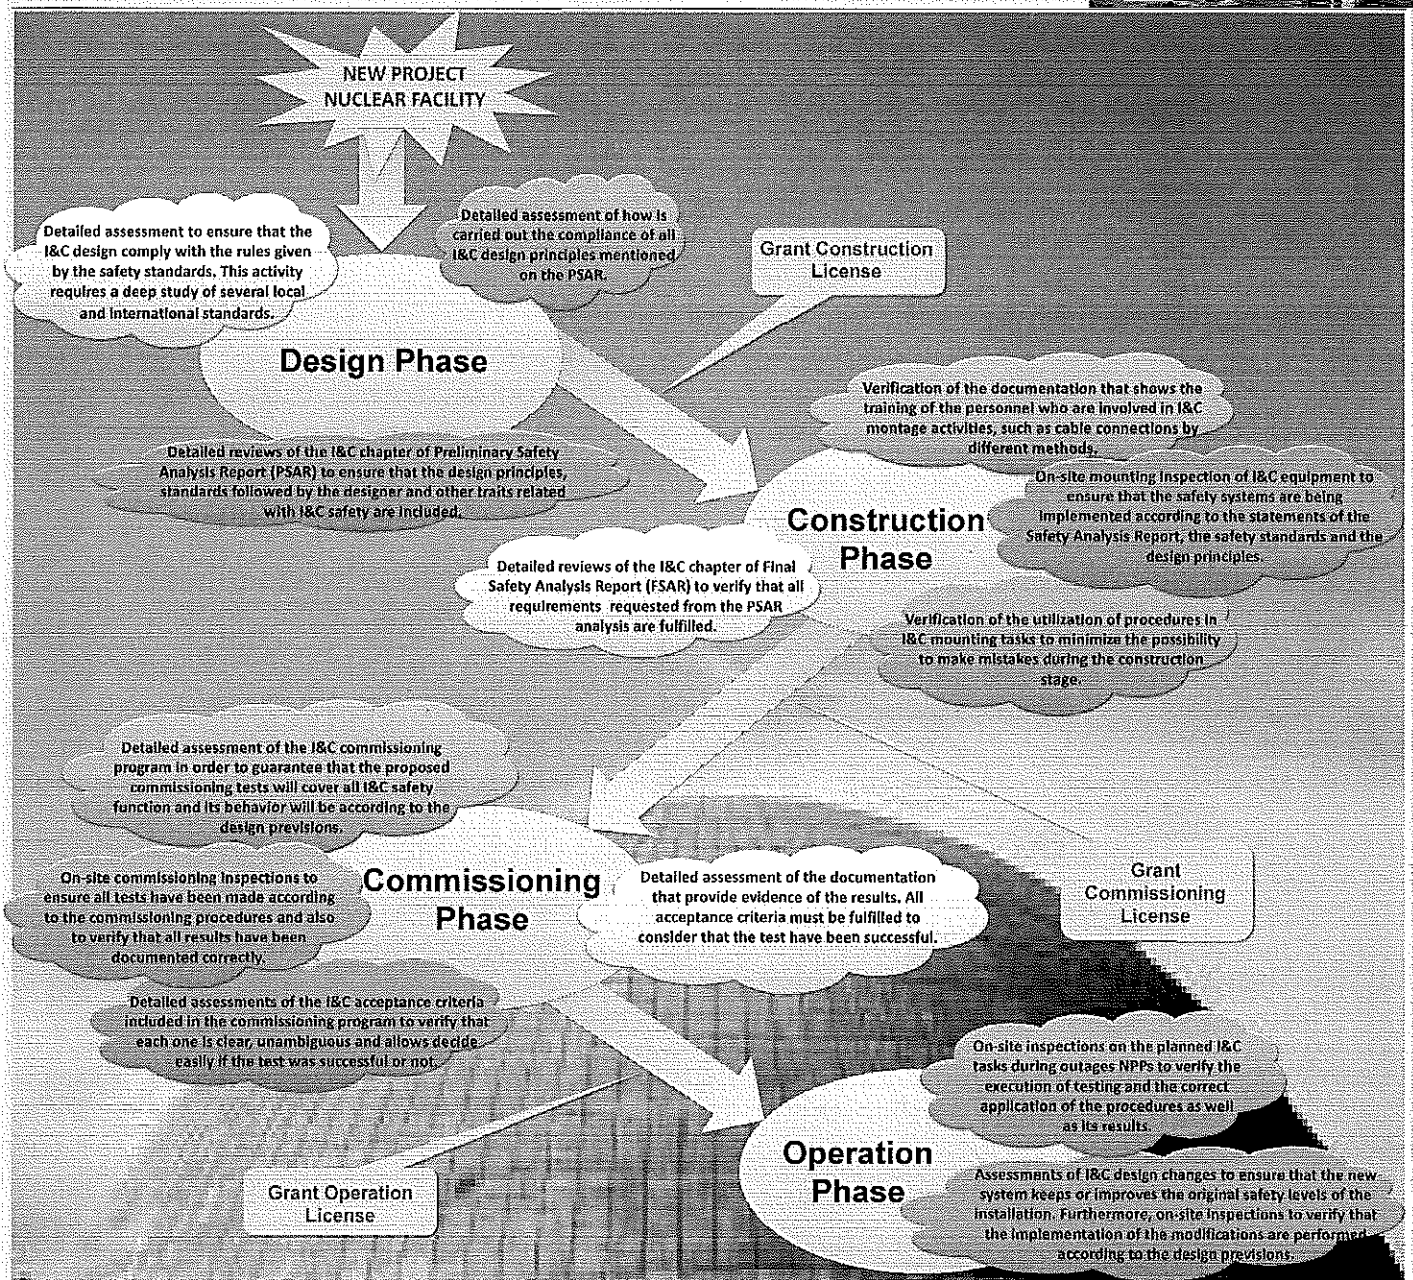 NEW PROJECT
NUCLEAR FACILITY
Detailed assessment to ensure that the
I&C design comply with the rules given
by the safety standards. This activity
requires a deep study of several local
and international standards.
Detailed assessment of how is
carried out the compliance of all
I&C design principles mentioned
on the PSAR.
Grant Construction
License
Design Phase
Detailed reviews of the I&C chapter of Preliminary Safety
Analysis Report (PSAR) to ensure that the design principles,
standards followed by the designer and other traits related
with I&C safety are included.
Verification of the documentation that shows the
training of the personnel who are involved in I&C
montage activities, such as cable connections by
different methods.
On-site mounting inspection of I&C equipment to
ensure that the safety systems are being
implemented according to the statements of the
Safety Analysis Report, the safety standards and the
design principles.
Construction
Phase
Detailed reviews of the I&C chapter of Final
Safety Analysis Report (FSAR) to verify that all
requirements requested from the PSAR
analysis are fulfilled.
Verification of the utilization of procedures in
I&C mounting tasks to minimize the possibility
to make mistakes during the construction
stage.
Detailed assessment of the I&C commissioning
program in order to guarantee that the proposed
commissioning tests will cover all I&C safety
function and its behavior will be according to the
design previsions.
On-site commissioning inspections to
ensure all tests have been made according
to the commissioning procedures and also
to verify that all results have been
documented correctly.
Commissioning
Phase
Detailed assessment of the documentation
that provide evidence of the results. All
acceptance criteria must be fulfilled to
consider that the test have been successful.
Grant
Commissioning
License
Detailed assessments of the I&C acceptance criteria
included in the commissioning program to verify that
each one is clear, unambiguous and allows decide
easily if the test was successful or not.
On-site inspections on the planned I&C
tasks during outages NPPs to verify the
execution of testing and the correct
application of the procedures as well
as its results.
Operation
Phase
Grant Operation
License
Assessments of I&C design changes to ensure that the new
system keeps or improves the original safety levels of the
installation. Furthermore, on-site inspections to verify that
the implementation of the modifications are performed
according to the design previsions.